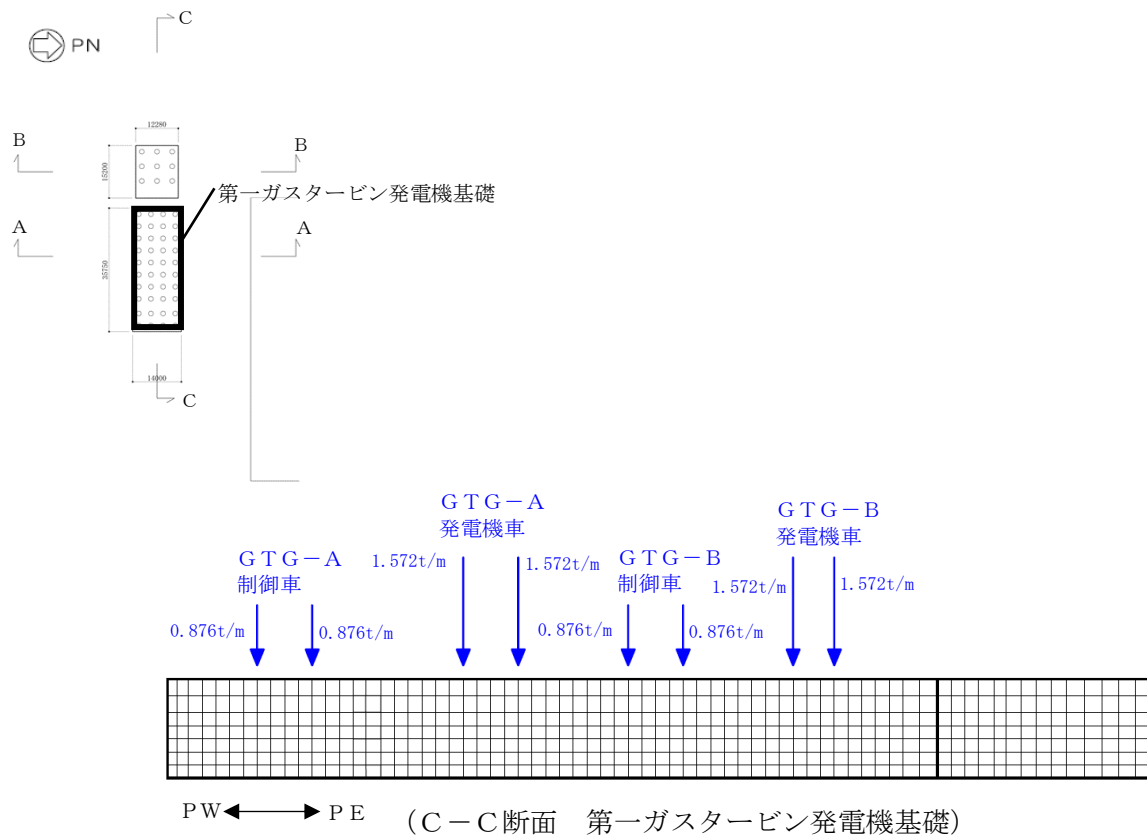 C
PN
12280
B
B
15200
第一ガスタービン発電機基礎
A
A
35750
14000
C
GTG-A
発電機車
GTG-B
発電機車
GTG-A
制御車
1.572t/m
1.572t/m
GTG-B
制御車
1.572t/m
1.572t/m
0.876t/m
0.876t/m
0.876t/m
0.876t/m
PW PE
(C-C断面 第一ガスタービン発電機基礎)